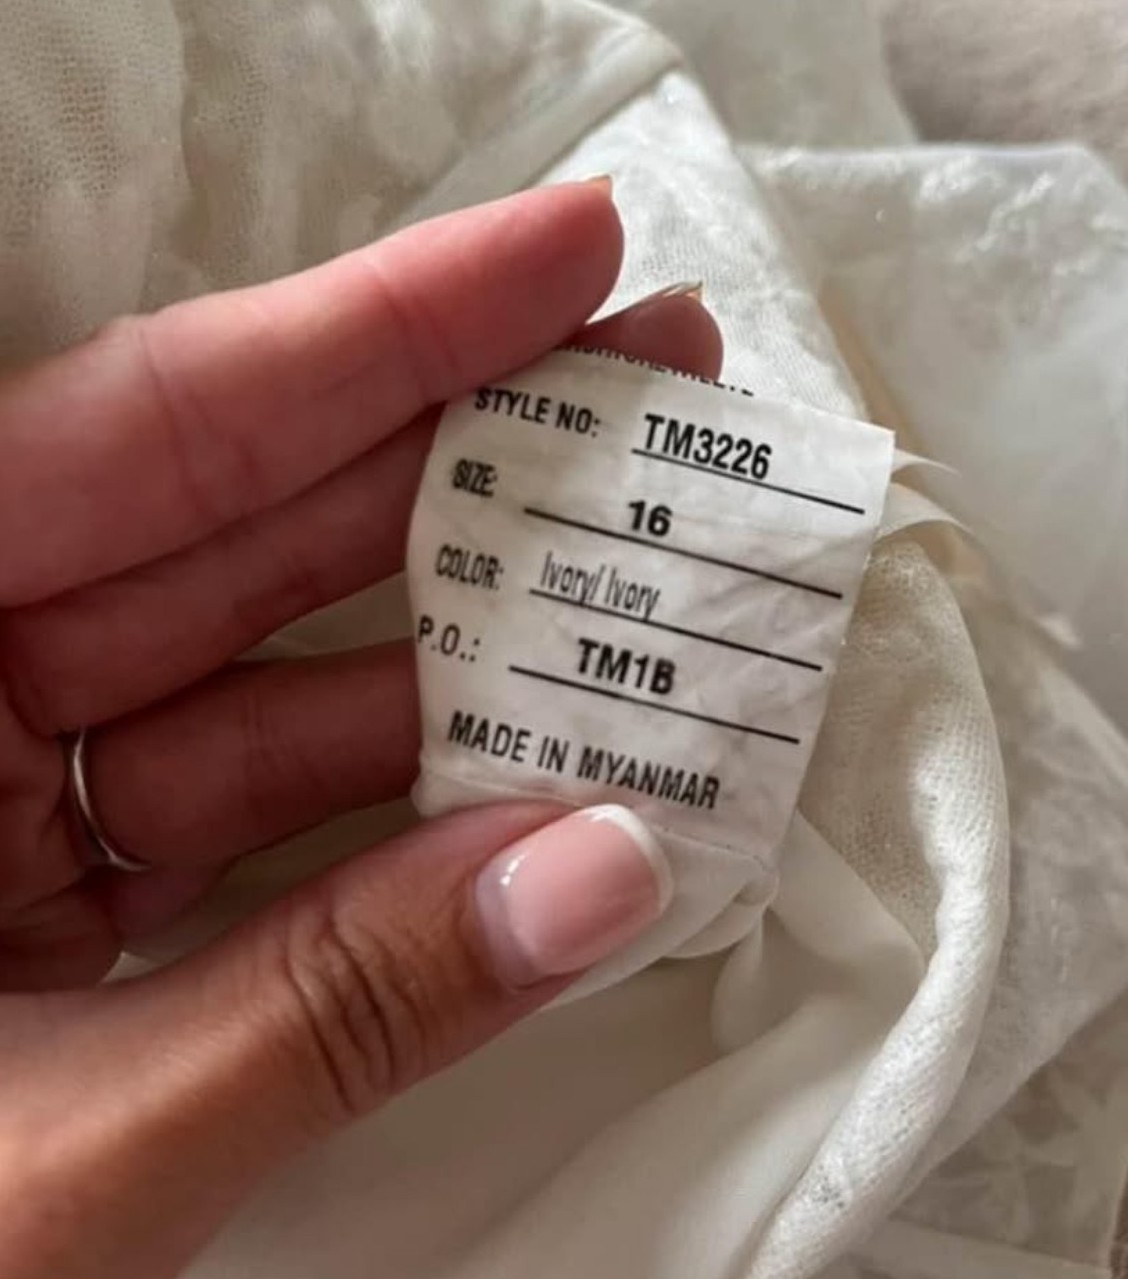 STYLE NO: TM3226
SIZE: 16
COLOR: Ivory/ Ivory
P.O.: TM1B
MADE IN MYANMAR